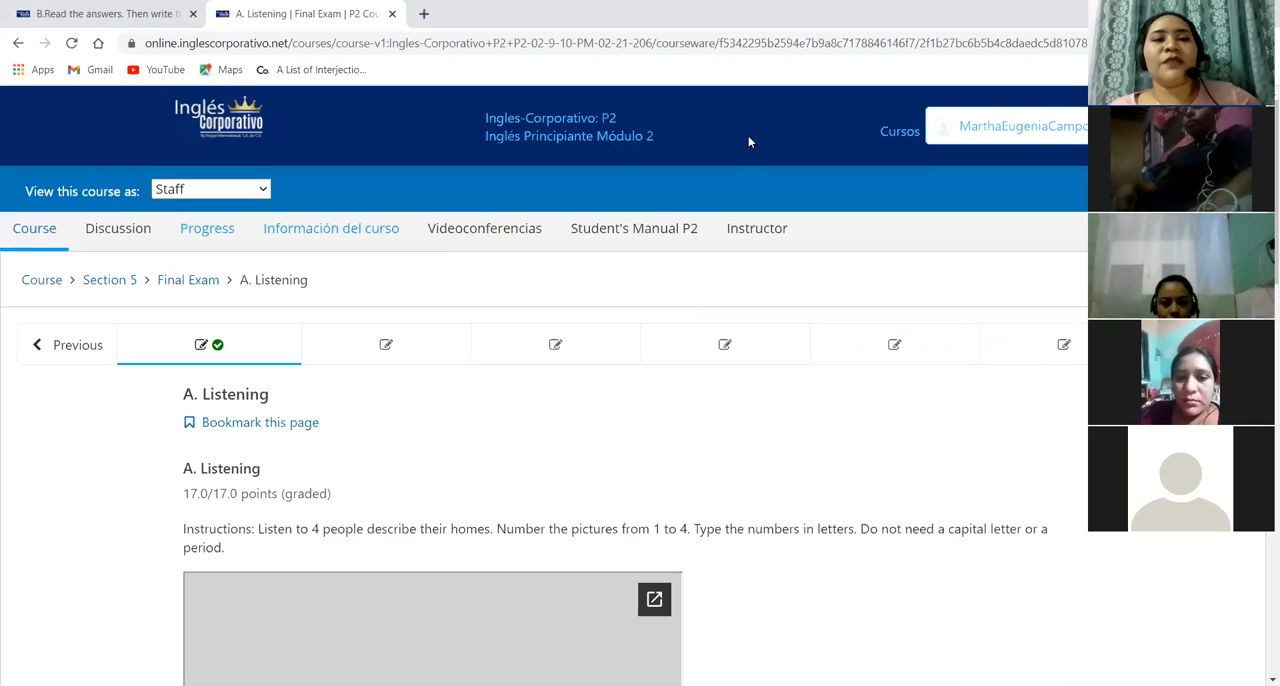 B.Read the answers. Then write t
A. Listening | Final Exam | P2 Cou
online.inglescorporativo.net/courses/course-v1:Ingles-Corporativo+P2+P2-02-9-10-PM-02-21-206/courseware/f5342295b2594e7b9a8c7178846146f7/2f1b27bc6b5b4c8daedc5d81078
Apps
Gmail
YouTube
Maps
Co. A List of Interjectio...
Inglés
Corporativo
Ingles-Corporativo: P2
Inglés Principiante Módulo 2
Cursos
MarthaEugeniaCampo
View this course as:
Staff
Course
Discussion
Progress
Información del curso
Videoconferencias
Student's Manual P2
Instructor
Course > Section 5 > Final Exam > A. Listening
Previous
A. Listening
Bookmark this page
A. Listening
17.0/17.0 points (graded)
Instructions: Listen to 4 people describe their homes. Number the pictures from 1 to 4. Type the numbers in letters. Do not need a capital letter or a
period.